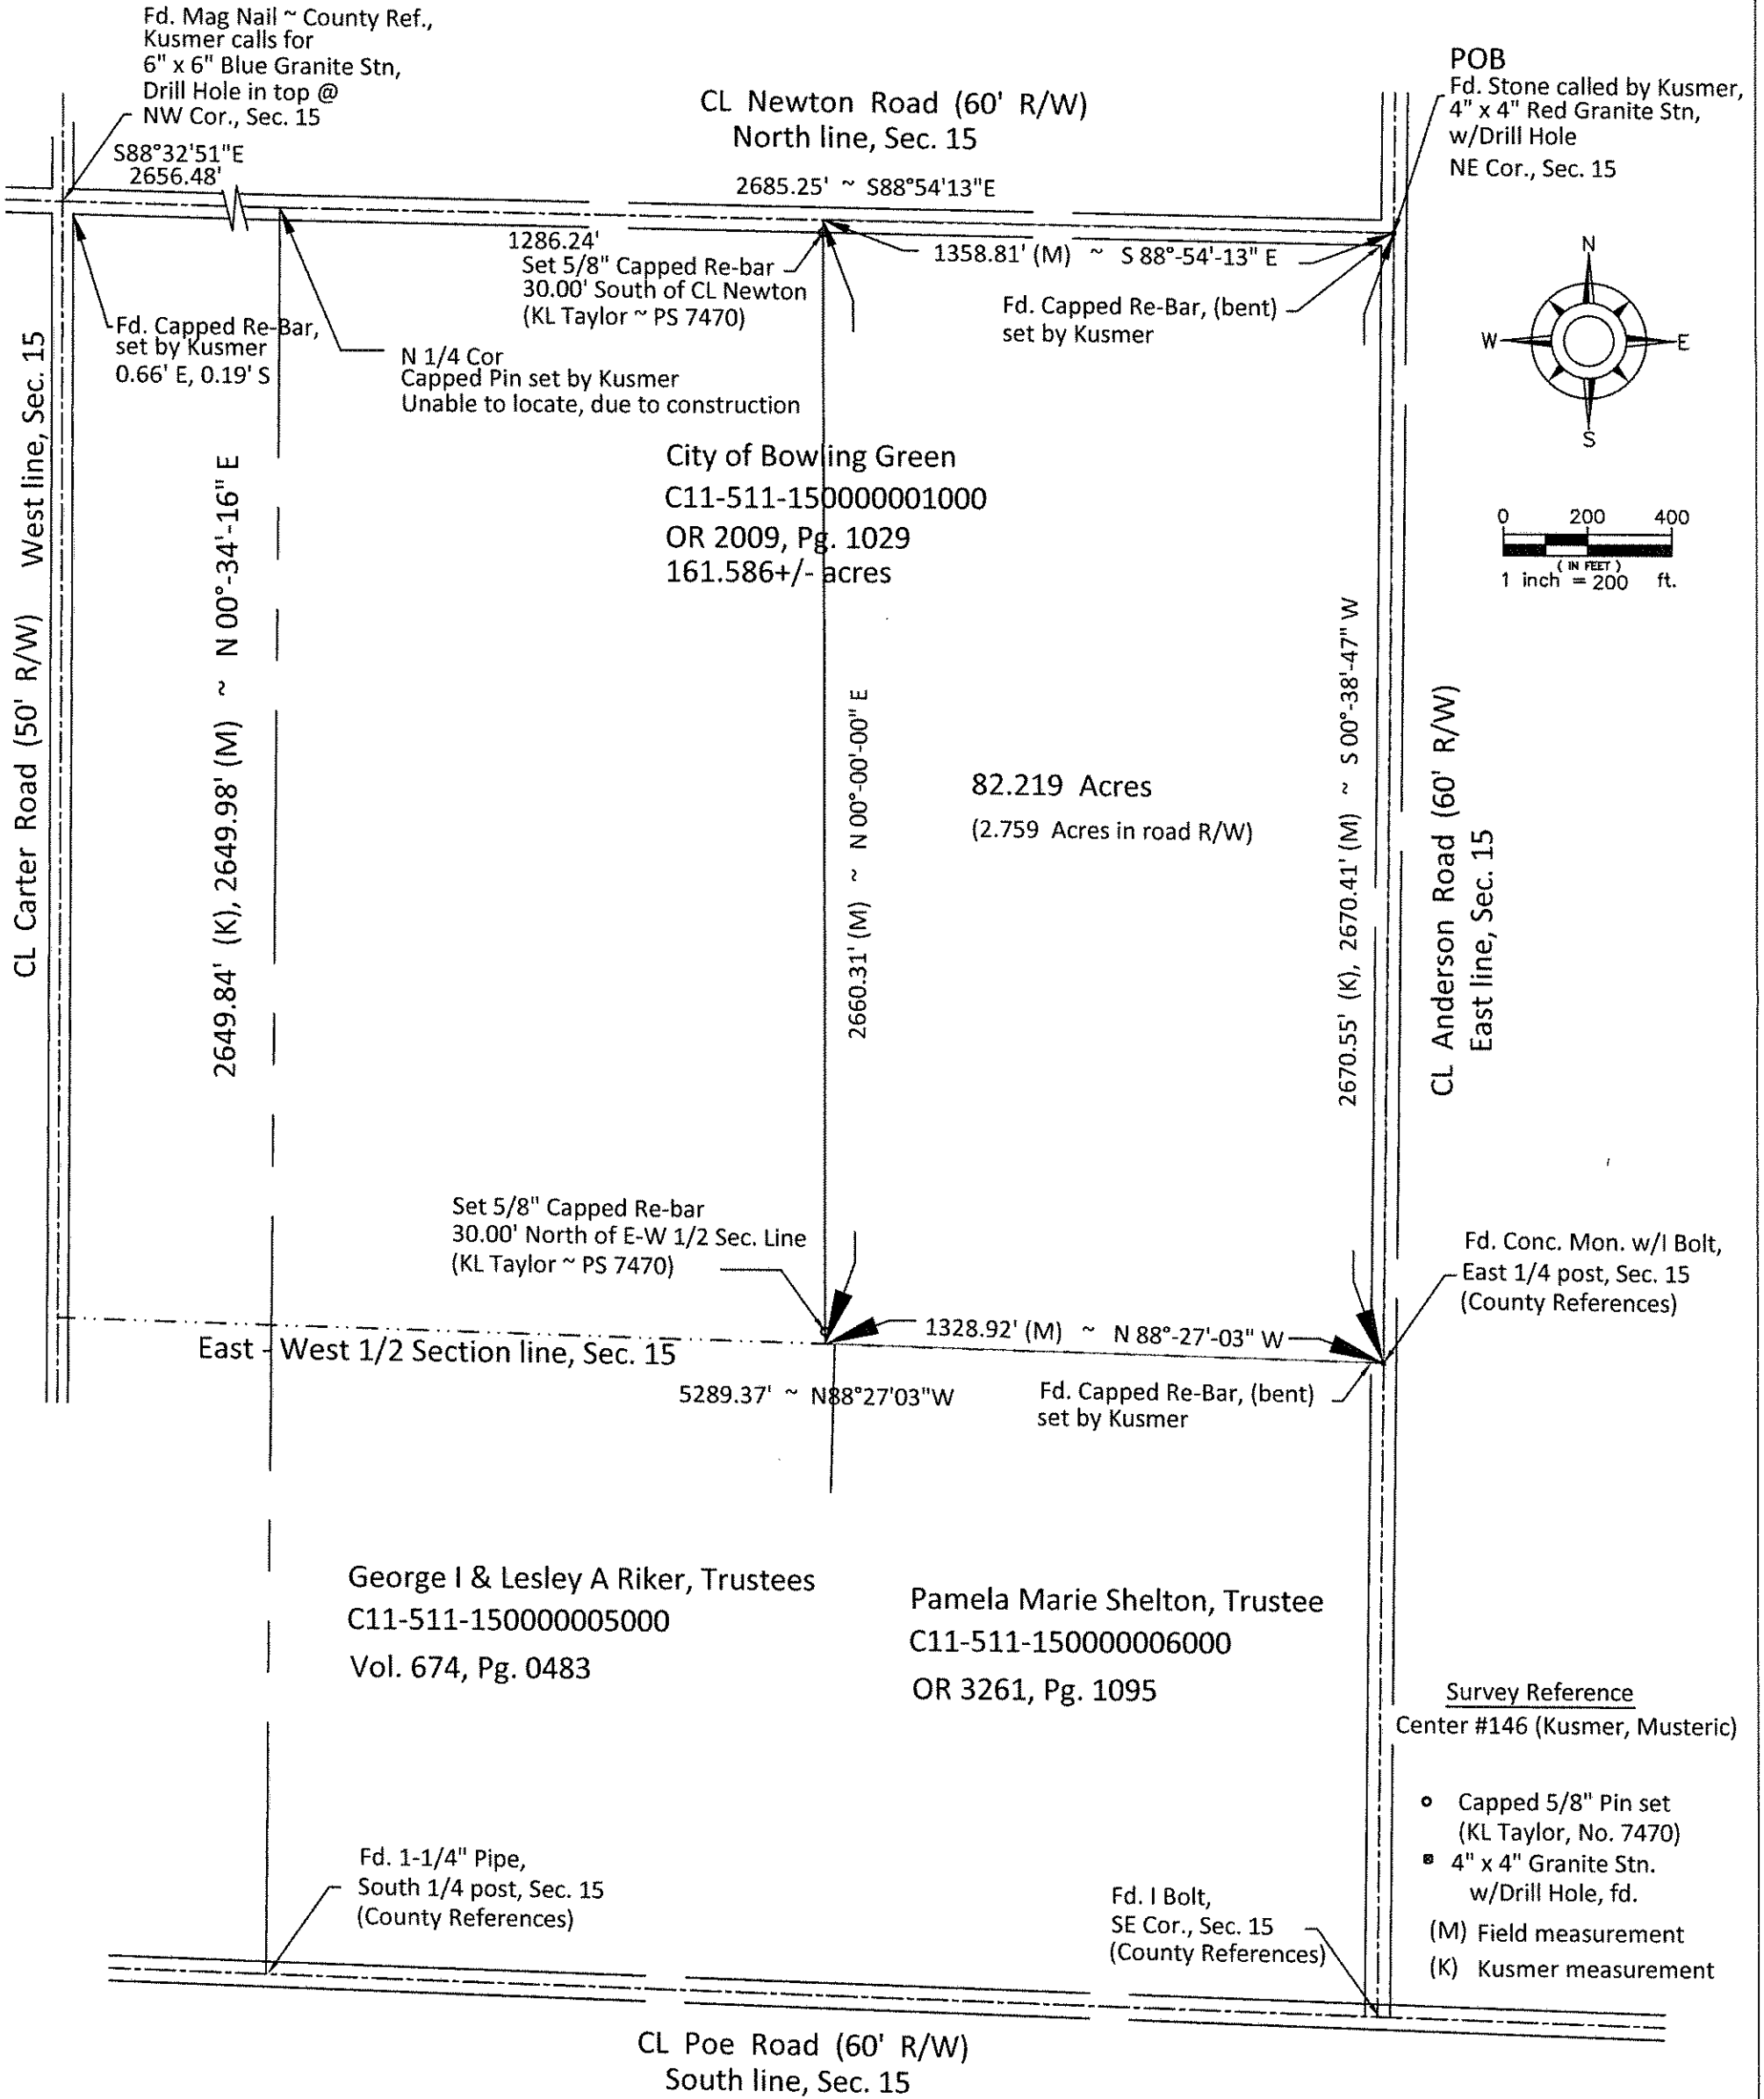 Fd. Mag Nail ~ County Ref.,
Kusmer calls for
6" x 6" Blue Granite Stn,
Drill Hole in top @
NW Cor., Sec. 15
S88°32'51"E
2656.48'
CL Newton Road (60' R/W)
North line, Sec. 15
2685.25' ~ S88°54'13"E
POB
Fd. Stone called by Kusmer,
4" x 4" Red Granite Stn,
w/Drill Hole
NE Cor., Sec. 15
1286.24'
Set 5/8" Capped Re-bar
30.00' South of CL Newton
(KL Taylor ~ PS 7470)
1358.81' (M) ~ S 88°-54'-13" E
Fd. Capped Re-Bar, (bent)
set by Kusmer
N
W
E
S
Fd. Capped Re-Bar,
set by Kusmer
0.66' E, 0.19' S
N 1/4 Cor
Capped Pin set by Kusmer
Unable to locate, due to construction
CL Carter Road (50' R/W) West line, Sec. 15
2649.84' (K), 2649.98' (M) ~ N 00°-34'-16" E
City of Bowling Green
C11-511-150000001000
OR 2009, Pg. 1029
161.586+/- acres
0 200 400
( IN FEET )
1 inch = 200 ft.
2660.31' (M) ~ N 00°-00'-00" E
82.219 Acres
(2.759 Acres in road R/W)
2670.55' (K), 2670.41' (M) ~ S 00°-38'-47" W
CL Anderson Road (60' R/W)
East line, Sec. 15
Set 5/8" Capped Re-bar
30.00' North of E-W 1/2 Sec. Line
(KL Taylor ~ PS 7470)
Fd. Conc. Mon. w/I Bolt,
East 1/4 post, Sec. 15
(County References)
1328.92' (M) ~ N 88°-27'-03" W
East - West 1/2 Section line, Sec. 15
5289.37' ~ N88°27'03"W
Fd. Capped Re-Bar, (bent)
set by Kusmer
George I & Lesley A Riker, Trustees
C11-511-150000005000
Vol. 674, Pg. 0483
Pamela Marie Shelton, Trustee
C11-511-150000006000
OR 3261, Pg. 1095
Survey Reference
Center #146 (Kusmer, Musteric)
Capped 5/8" Pin set
(KL Taylor, No. 7470)
4" x 4" Granite Stn.
w/Drill Hole, fd.
(M) Field measurement
(K) Kusmer measurement
Fd. 1-1/4" Pipe,
South 1/4 post, Sec. 15
(County References)
Fd. I Bolt,
SE Cor., Sec. 15
(County References)
CL Poe Road (60' R/W)
South line, Sec. 15